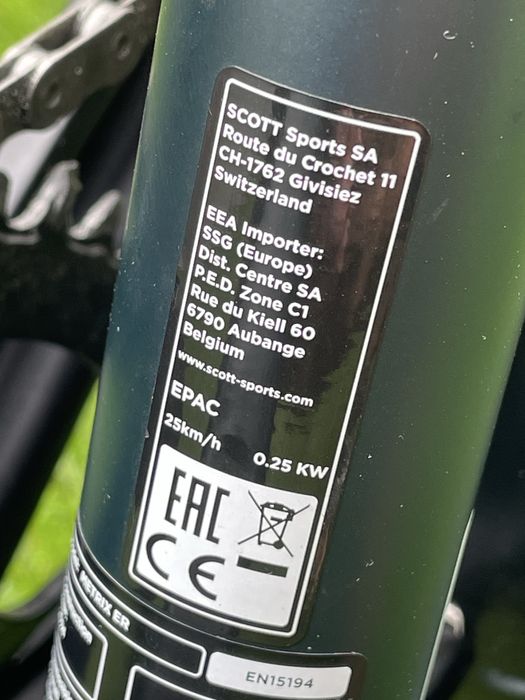 SCOTT Sports SA
Route du Crochet 11
CH-1762 Givisiez
Switzerland
EEA Importer:
SSG (Europe)
Dist. Centre SA
P.E.D. Zone C1
Rue du Kiell 60
6790 Aubange
Belgium
www.scott-sports.com
EPAC
25km/h 0.25 KW
EAC
CE
EN15194